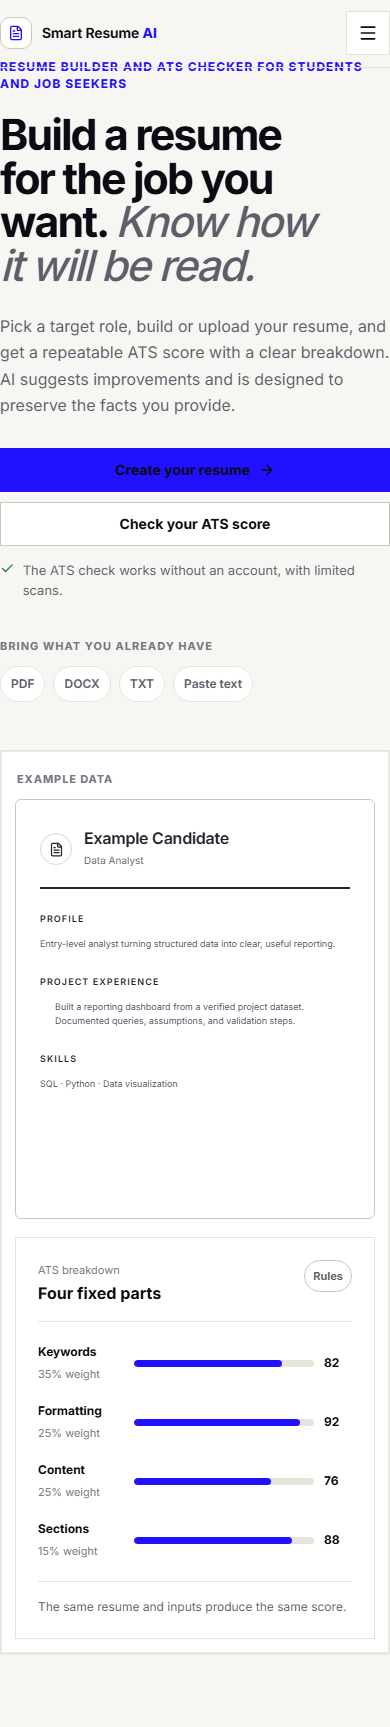 Smart Resume AI
RESUME BUILDER AND ATS CHECKER FOR STUDENTS
AND JOB SEEKERS
Build a resume
for the job you
want. Know how
it will be read.
Pick a target role, build or upload your resume, and
get a repeatable ATS score with a clear breakdown.
AI suggests improvements and is designed to
preserve the facts you provide.
Create your resume →
Check your ATS score
The ATS check works without an account, with limited
scans.
BRING WHAT YOU ALREADY HAVE
PDF DOCX TXT Paste text
EXAMPLE DATA
Example Candidate
Data Analyst
PROFILE
Entry-level analyst turning structured data into clear, useful reporting.
PROJECT EXPERIENCE
Built a reporting dashboard from a verified project dataset.
Documented queries, assumptions, and validation steps.
SKILLS
SQL · Python · Data visualization
ATS breakdown
Four fixed parts
Rules
Keywords
35% weight
82
Formatting
25% weight
92
Content
25% weight
76
Sections
15% weight
88
The same resume and inputs produce the same score.